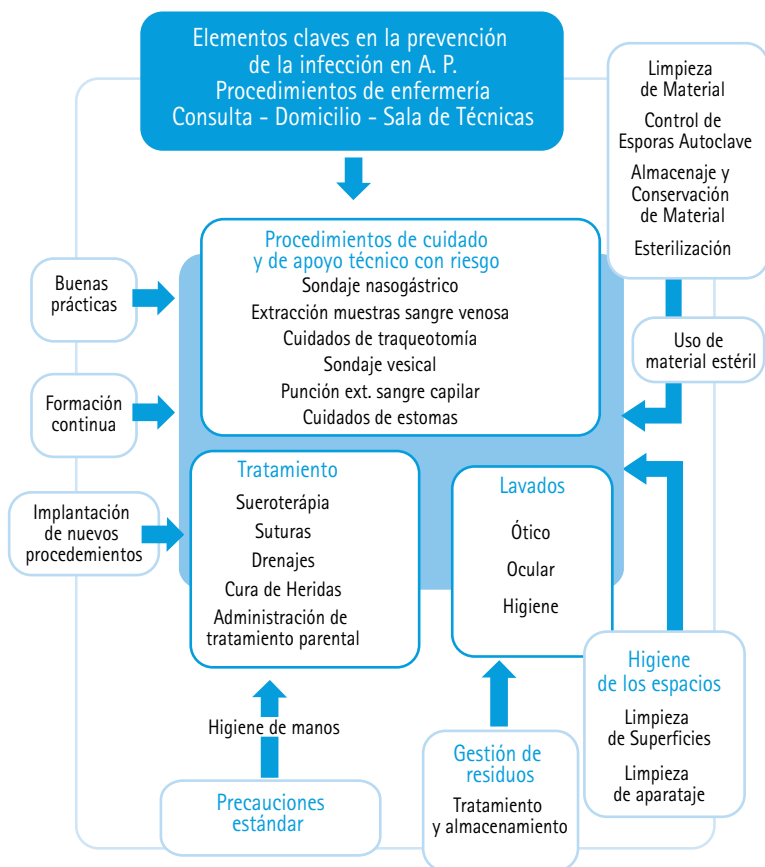 Elementos claves en la prevención
de la infección en A. P.
Procedimientos de enfermería
Consulta - Domicilio - Sala de Técnicas
Limpieza
de Material
Control de
Esporas Autoclave
Almacenaje y
Conservación
de Material
Esterilización
Uso de
material estéril
Buenas
prácticas
Formación
continua
Implantación
de nuevos
procedemientos
Procedimientos de cuidado
y de apoyo técnico con riesgo
Sondaje nasogástrico
Extracción muestras sangre venosa
Cuidados de traqueotomía
Sondaje vesical
Punción ext. sangre capilar
Cuidados de estomas
Tratamiento
Sueroterápia
Suturas
Drenajes
Cura de Heridas
Administración de
tratamiento parental
Lavados
Ótico
Ocular
Higiene
Higiene
de los espacios
Limpieza
de Superficies
Limpieza
de aparataje
Higiene de manos
Precauciones
estándar
Gestión de
residuos
Tratamiento
y almacenamiento